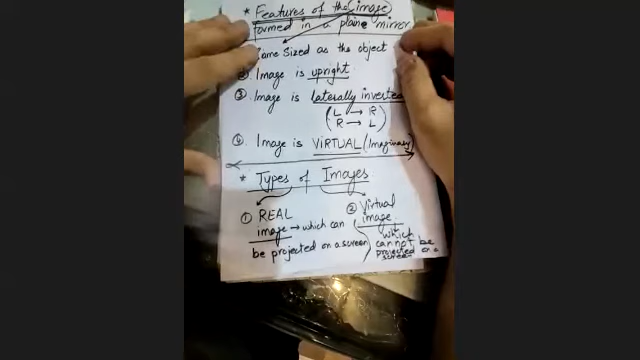 * Features of the image
formed in a plane mirror
Same sized as the object
② Image is upright
③ Image is laterally inverted
( L → R
R → L )
④ Image is VIRTUAL (Imaginary)
* Types of Images
① REAL
image → which can
be projected on a screen
② Virtual
image
which
cannot be
projected on a
screen